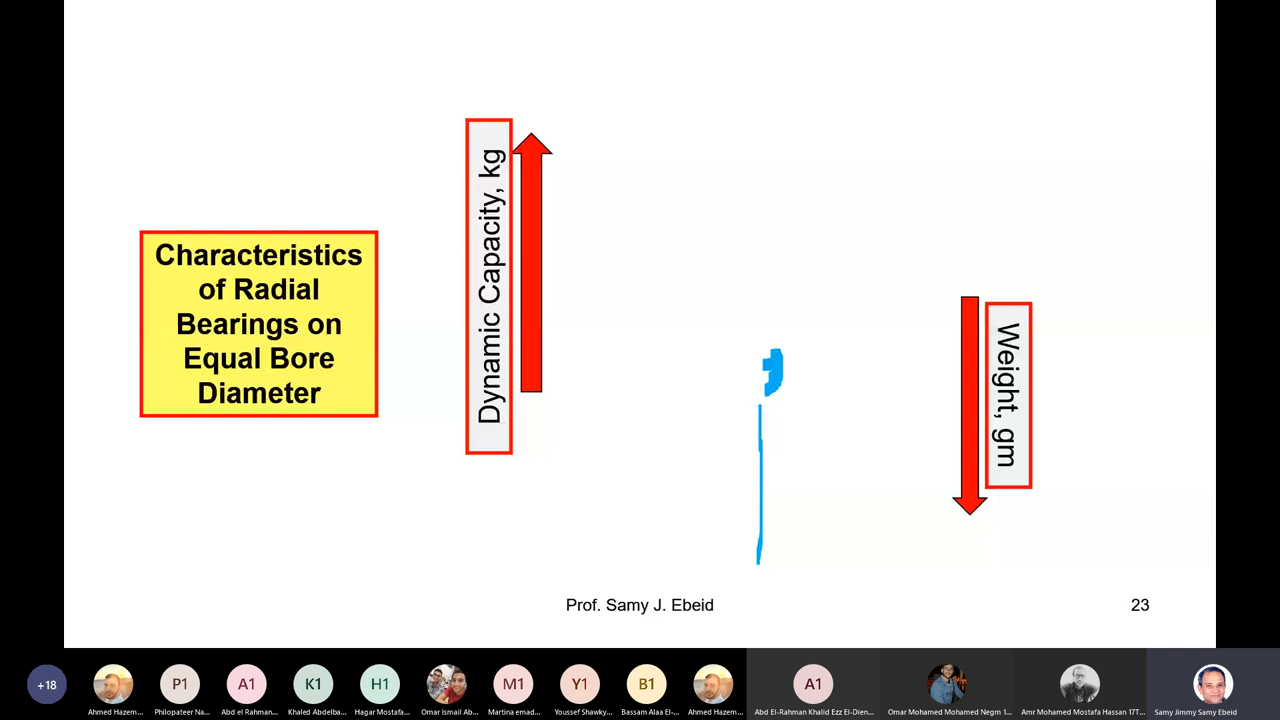 Characteristics
of Radial
Bearings on
Equal Bore
Diameter
Dynamic Capacity, kg
Weight, gm
Prof. Samy J. Ebeid
23
+18
P1
A1
K1
H1
M1
Y1
B1
A1
Ahmed Hazem...
Philopateer Na...
Abd el Rahman...
Khaled Abdelba...
Hagar Mostafa...
Omar Ismail Ab...
Martina emad...
Youssef Shawky...
Bassam Alaa El-...
Ahmed Hazem...
Abd El-Rahman Khalid Ezz El-Dien...
Omar Mohamed Mohamed Negm 1...
Amr Mohamed Mostafa Hassan 17T...
Samy Jimmy Samy Ebeid